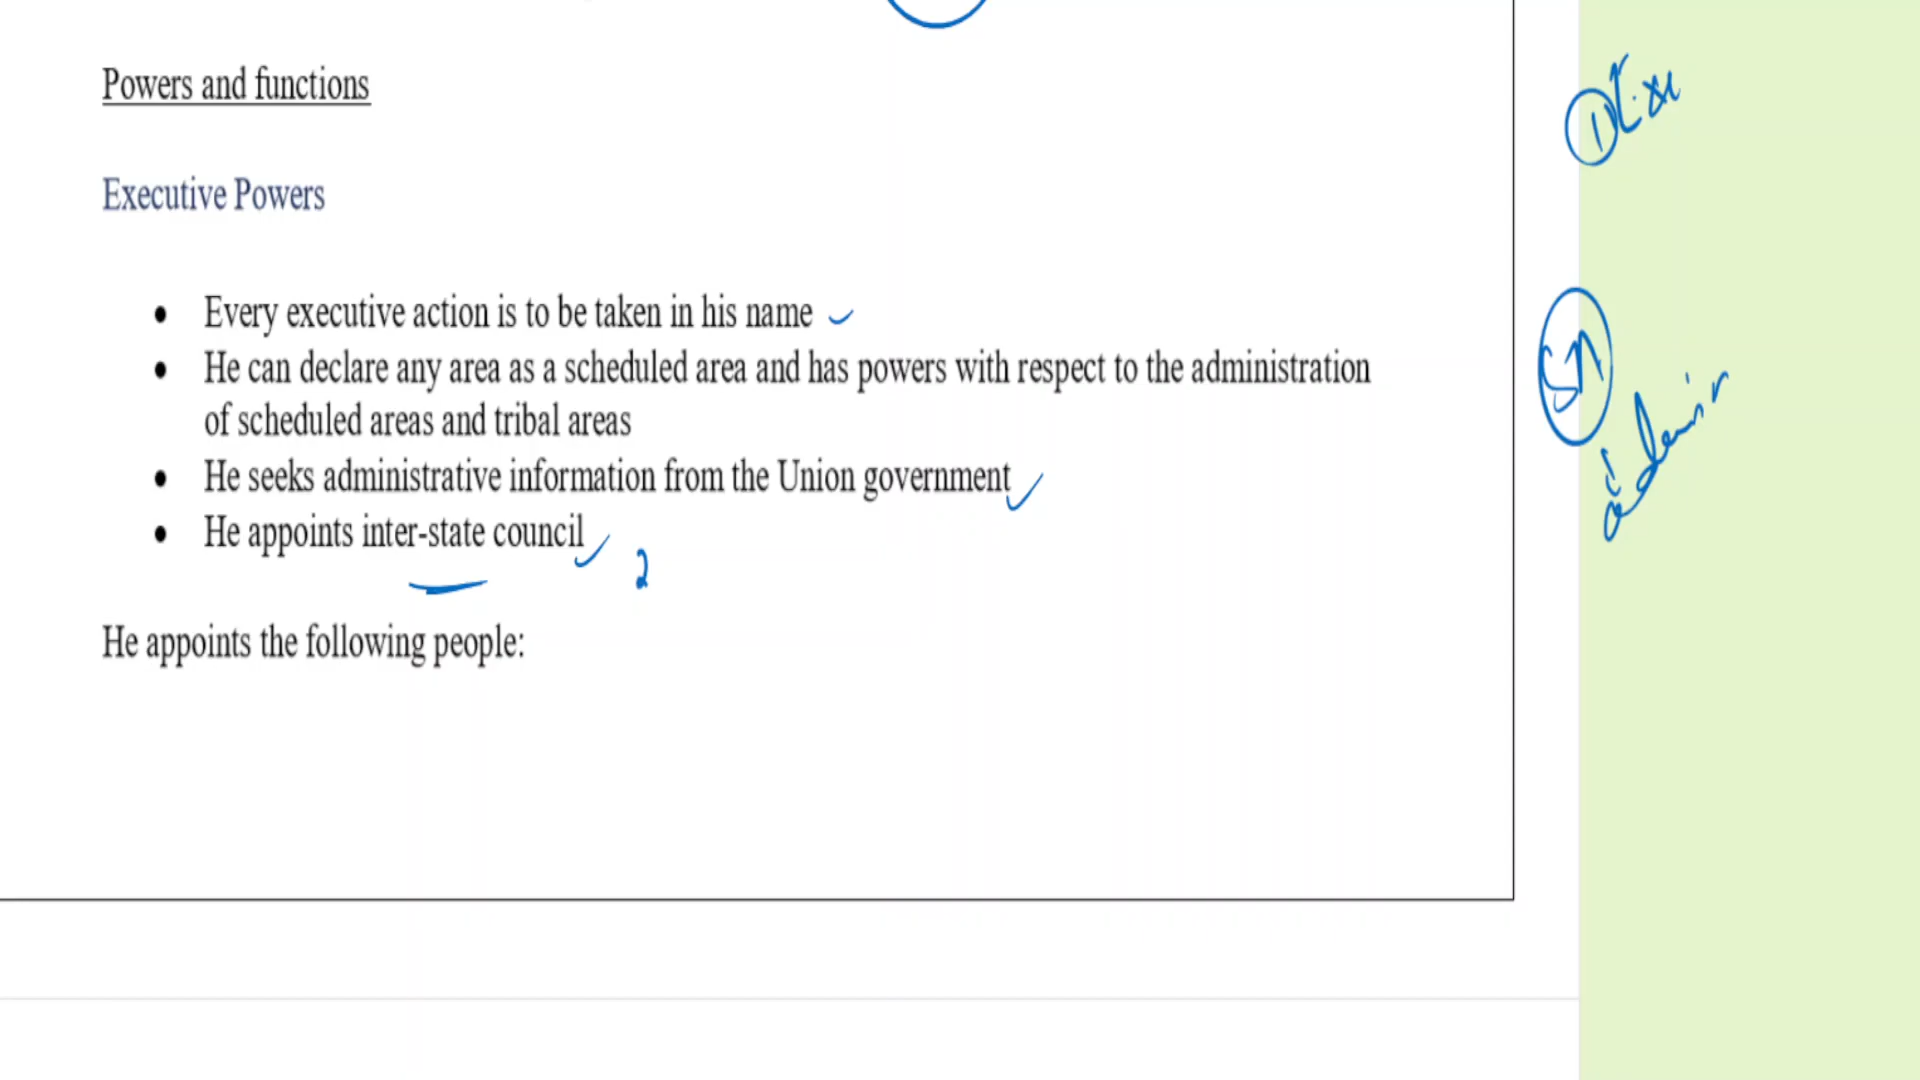 Powers and functions
Executive Powers
• Every executive action is to be taken in his name
• He can declare any area as a scheduled area and has powers with respect to the administration
of scheduled areas and tribal areas
• He seeks administrative information from the Union government
• He appoints inter-state council
2
He appoints the following people:
1